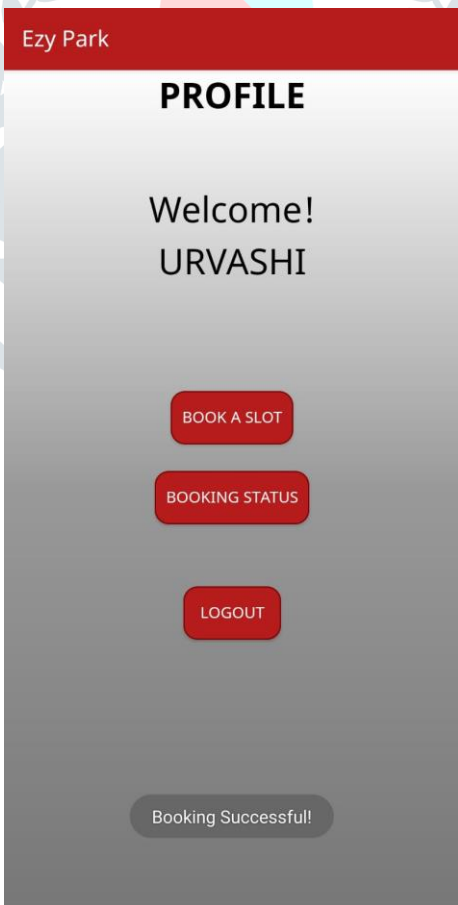 Ezy Park
PROFILE
Welcome!
URVASHI
BOOK A SLOT
BOOKING STATUS
LOGOUT
Booking Successful!